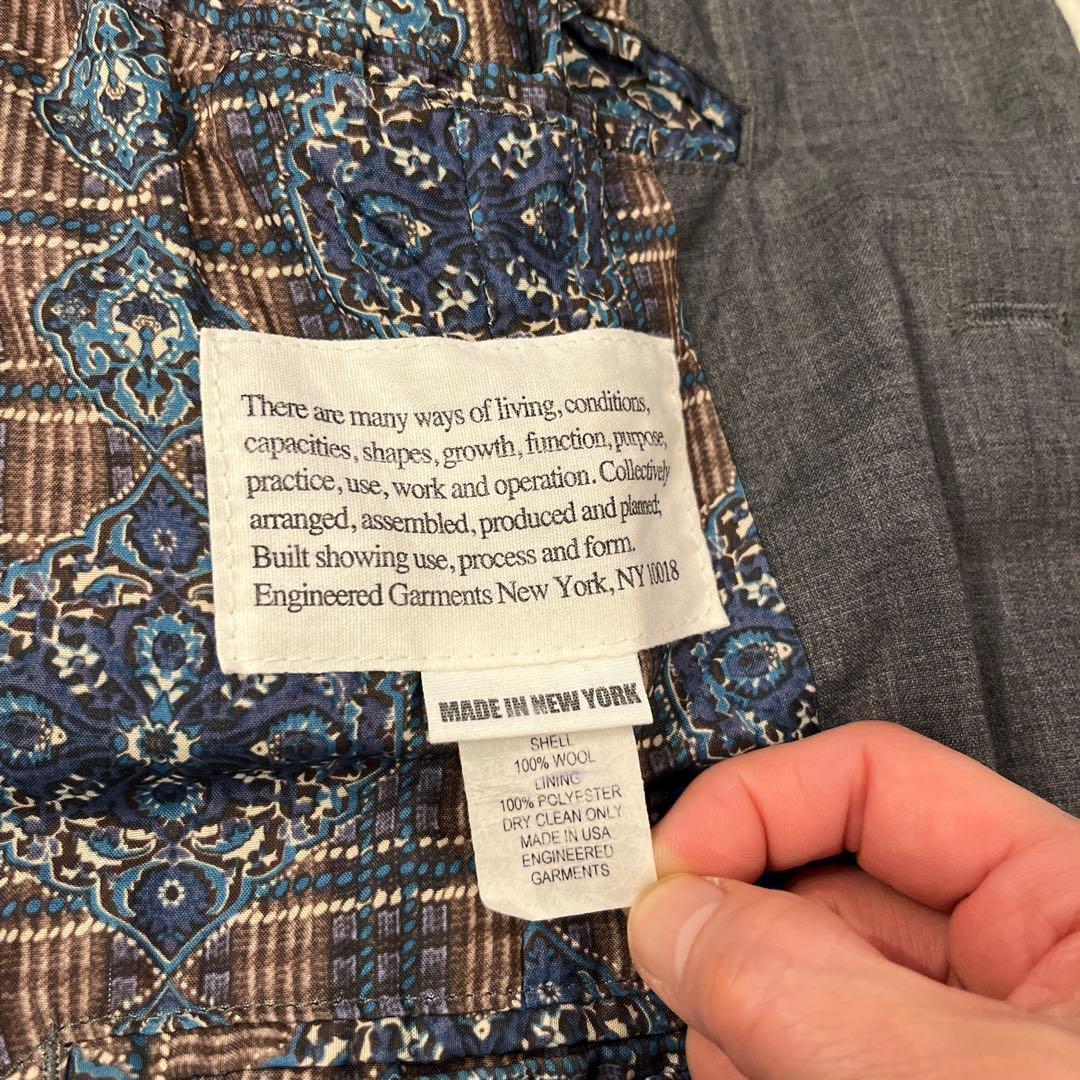 There are many ways of living, conditions,
capacities, shapes, growth, function, purpose,
practice, use, work and operation. Collectively
arranged, assembled, produced and planned;
Built showing use, process and form.
Engineered Garments New York, NY 10018
MADE IN NEW YORK
SHELL
100% WOOL
LINING
100% POLYESTER
DRY CLEAN ONLY
MADE IN USA
ENGINEERED
GARMENTS